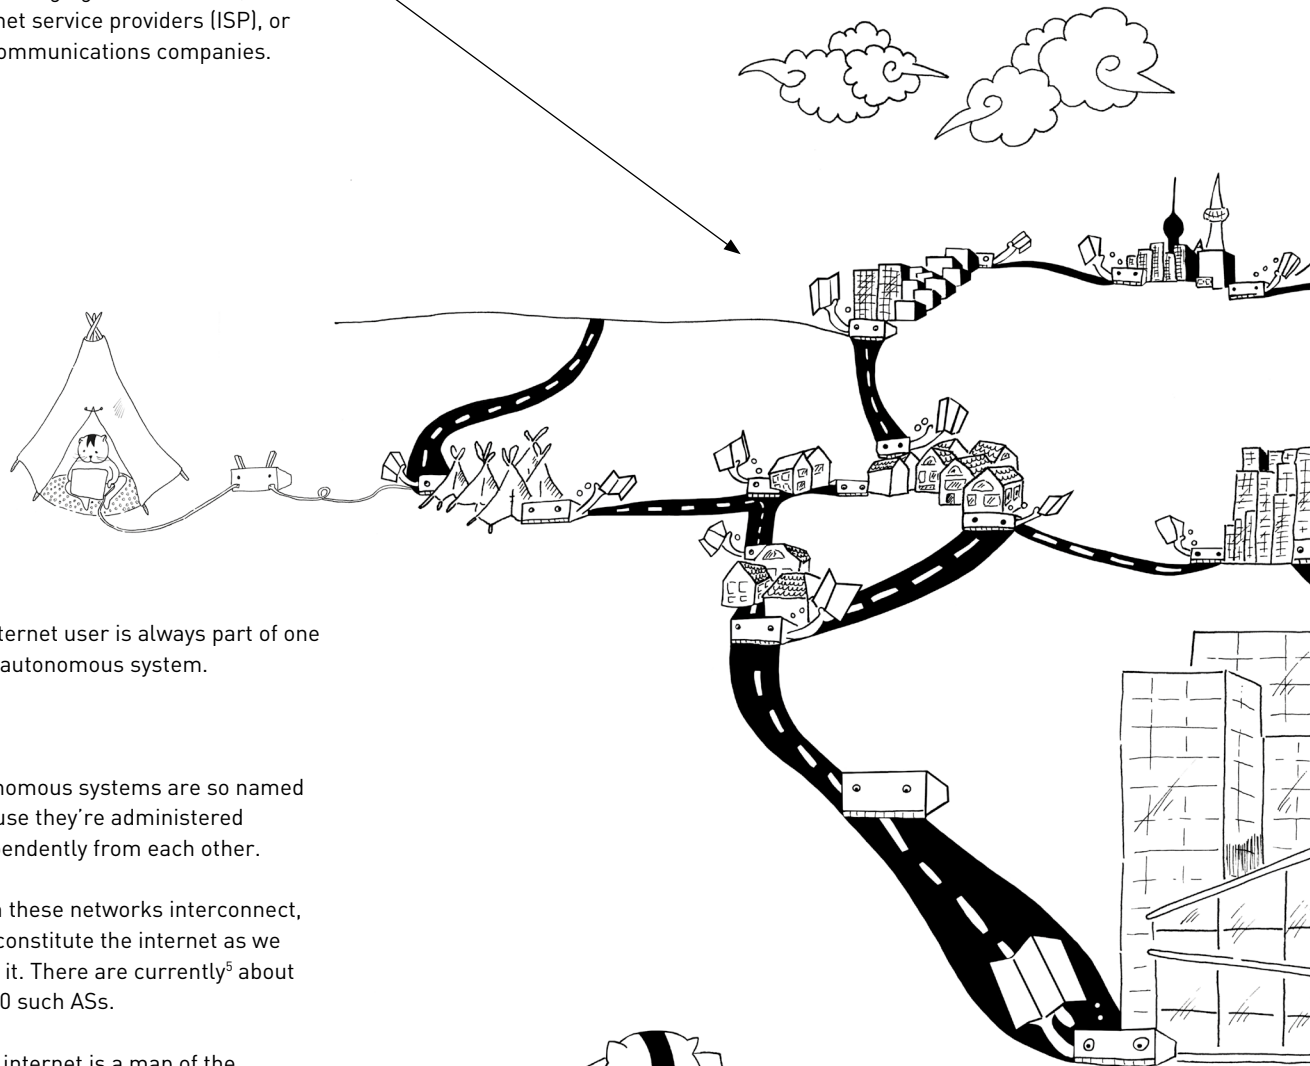 net service providers (ISP), or
communications companies.
ternet user is always part of one
autonomous system.
nomous systems are so named
use they're administered
pendently from each other.
n these networks interconnect,
constitute the internet as we
it. There are currently⁵ about
0 such ASs.
internet is a map of the